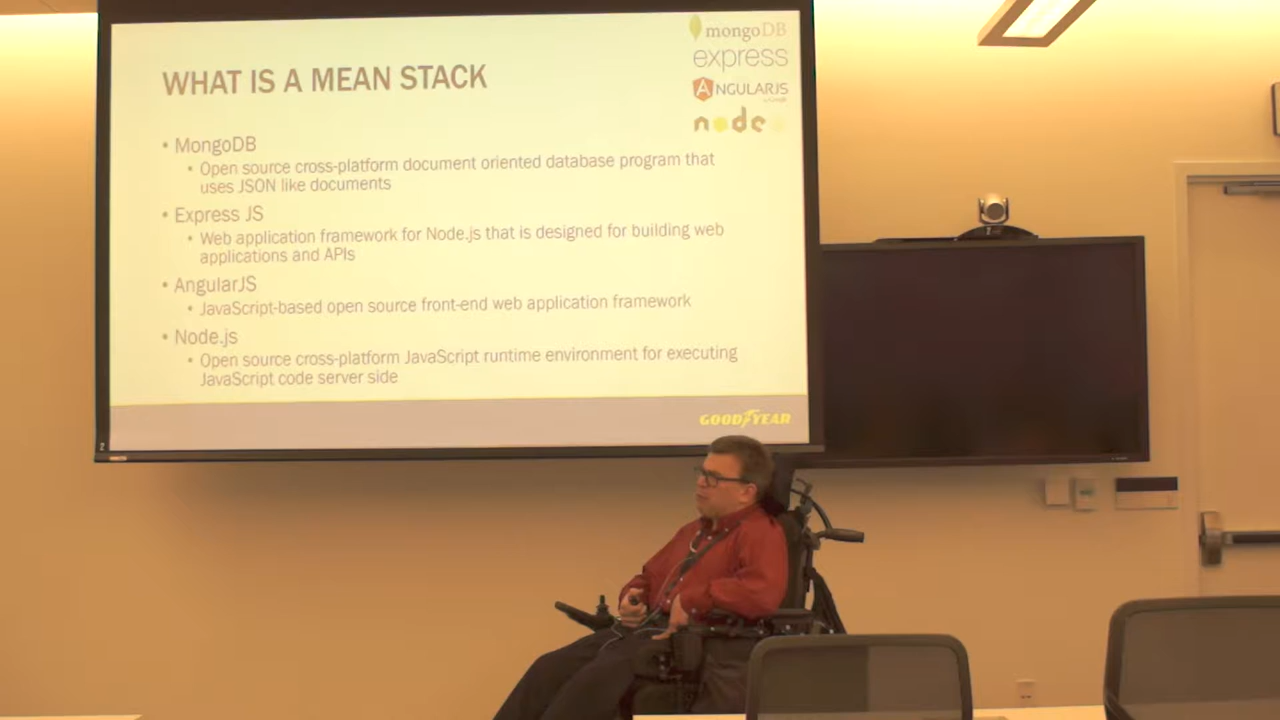 WHAT IS A MEAN STACK
mongoDB
express
ANGULARJS
node
• MongoDB
• Open source cross-platform document oriented database program that
uses JSON like documents
• Express JS
• Web application framework for Node.js that is designed for building web
applications and APIs
• AngularJS
• JavaScript-based open source front-end web application framework
• Node.js
• Open source cross-platform JavaScript runtime environment for executing
JavaScript code server side
GOODYEAR